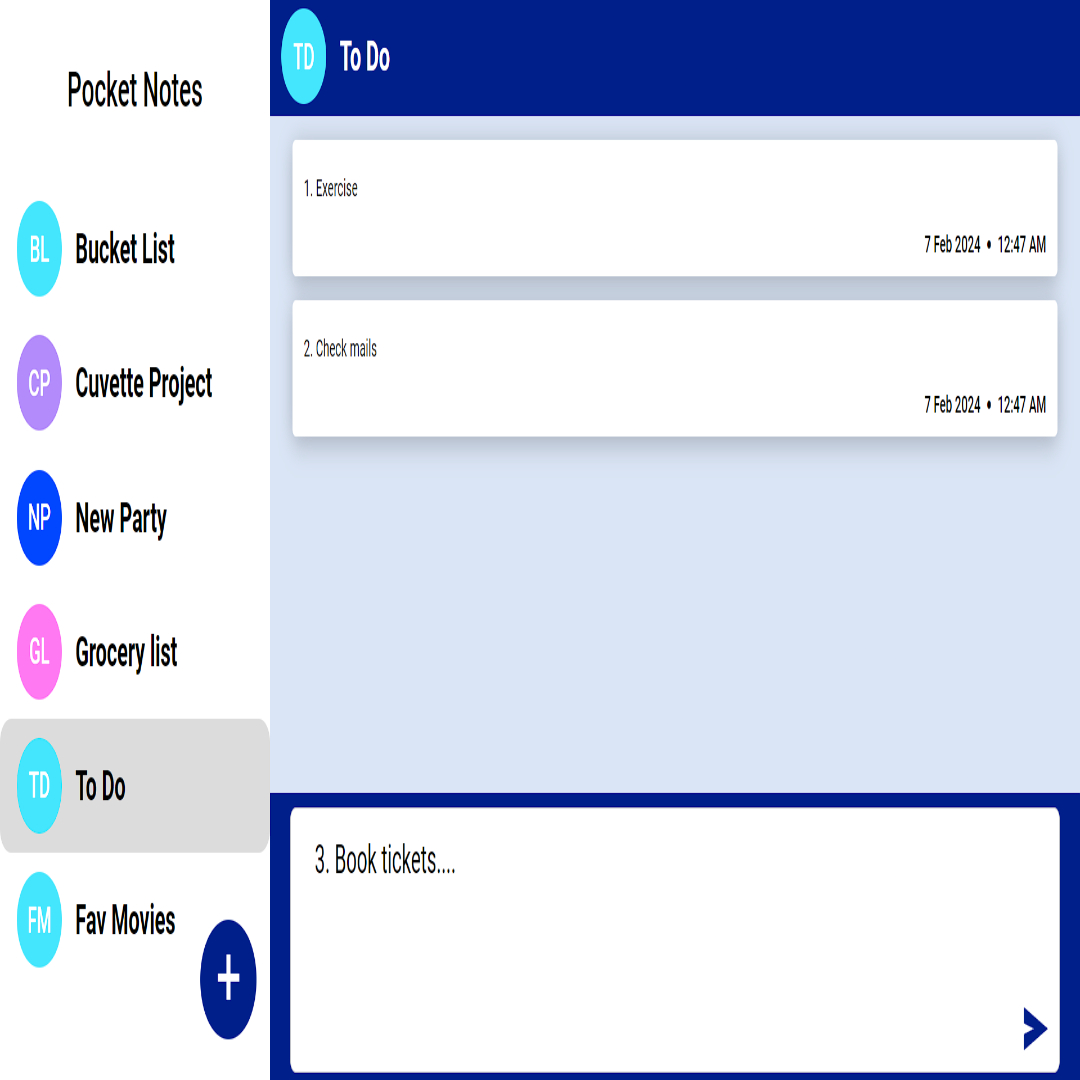 Pocket Notes
BL Bucket List
CP Cuvette Project
NP New Party
GL Grocery list
TD To Do
FM Fav Movies
+
TD To Do
1. Exercise
7 Feb 2024 • 12:47 AM
2. Check mails
7 Feb 2024 • 12:47 AM
3. Book tickets....